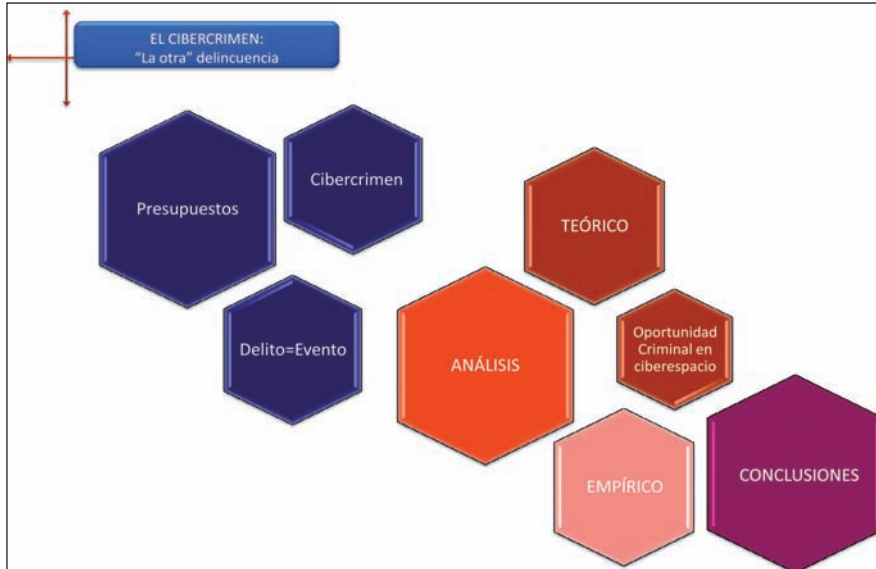 EL CIBERCRIMEN:
"La otra" delincuencia
Presupuestos
Cibercrimen
Delito=Evento
ANÁLISIS
TEÓRICO
Oportunidad
Criminal en
ciberespacio
EMPÍRICO
CONCLUSIONES